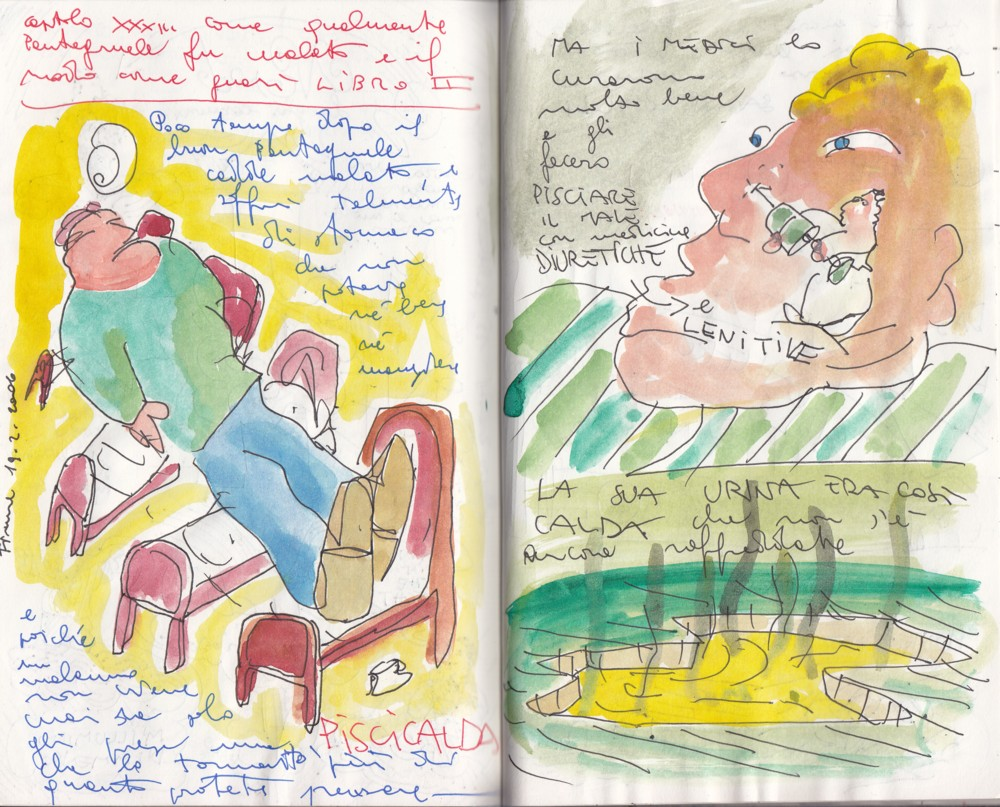 capitolo XXXIII come qualmente
Pantagruele fu malato e il
modo come guarì LIBRO II
Poco tempo dopo il
buon Pantagruele
cadde malato, e
soffrì talmente
di stomaco
che non
poteva
né bere
né
mangiare
19.2.2006
e
poiché
un
malanno
non viene
mai da solo
gli prese una
che lo tormentò più di
quanto potete pensare
PISCICALDA
MA I MEDICI lo
curarono
molto bene
e gli
fecero
PISCIARE
IL MALE
con medicine
DIURETICHE
e
LENITIVE
LA SUA URINA ERA COSÌ
CALDA che non s'è
ancora raffreddata